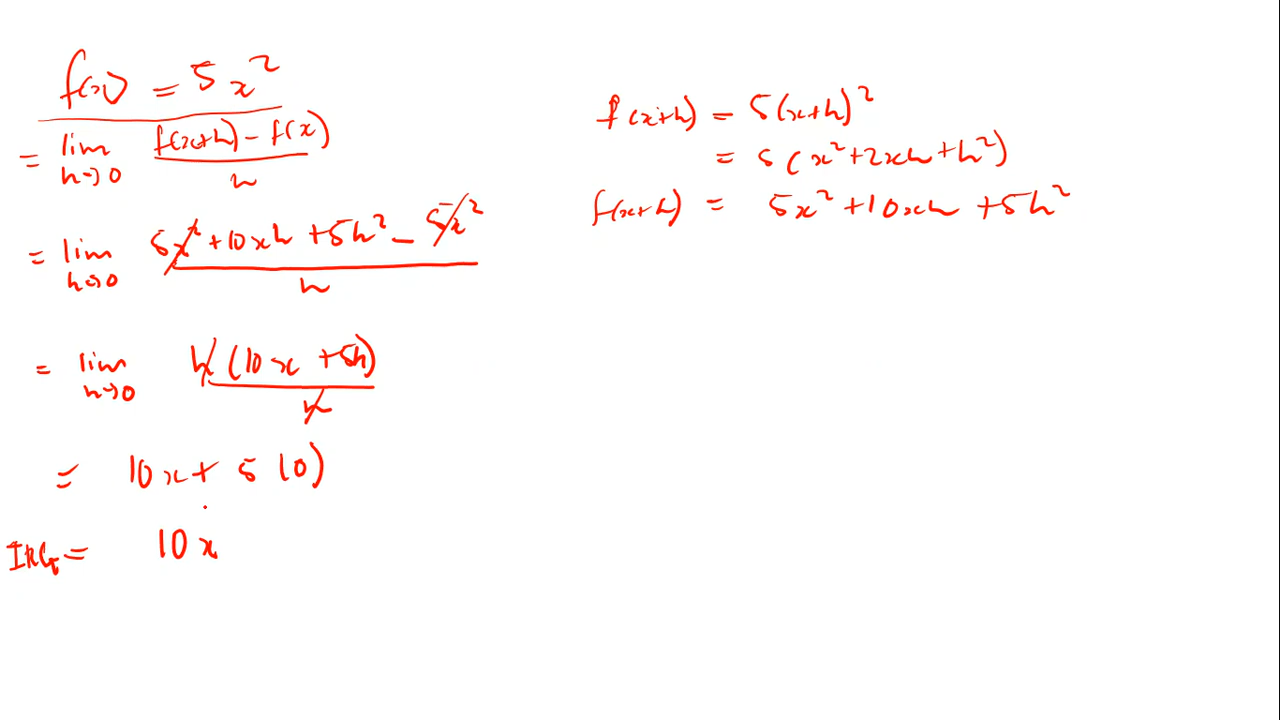 f(x) = 5x²
= lim h→0 (f(x+h) - f(x))/h
= lim h→0 (5x² + 10xh + 5h² - 5x²)/h
= lim h→0 h(10x + 5h)/h
= 10x + 5(0)
= 10x
f(x+h) = 5(x+h)²
= 5(x² + 2xh + h²)
f(x+h) = 5x² + 10xh + 5h²